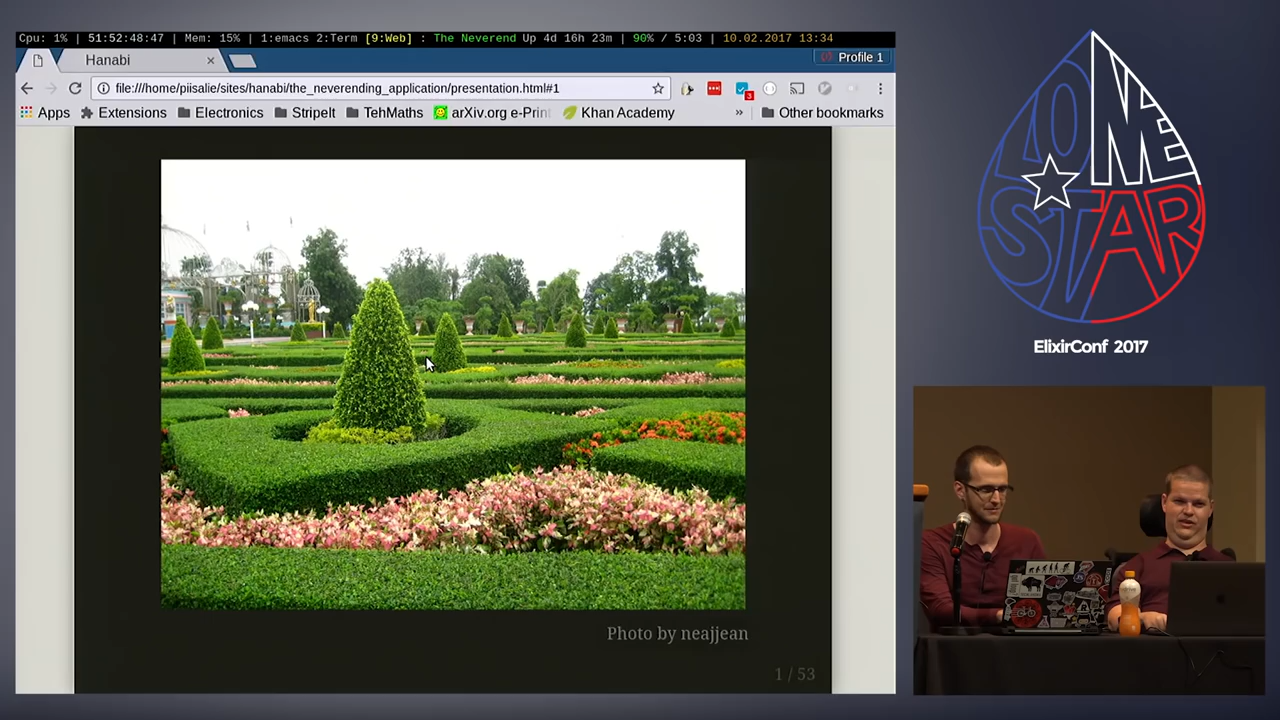 Cpu: 1% | 51:52:48:47 | Mem: 15% | 1:emacs 2:Term [9:Web] : The Neverend Up 4d 16h 23m | 90% / 5:03 | 10.02.2017 13:34
Hanabi
Profile 1
file:///home/piisalie/sites/hanabi/the_neverending_application/presentation.html#1
3
Apps Extensions Electronics Stripelt TehMaths arXiv.org e-Prin Khan Academy » Other bookmarks
Photo by neajjean
1 / 53
LONE
STAR
ElixirConf 2017